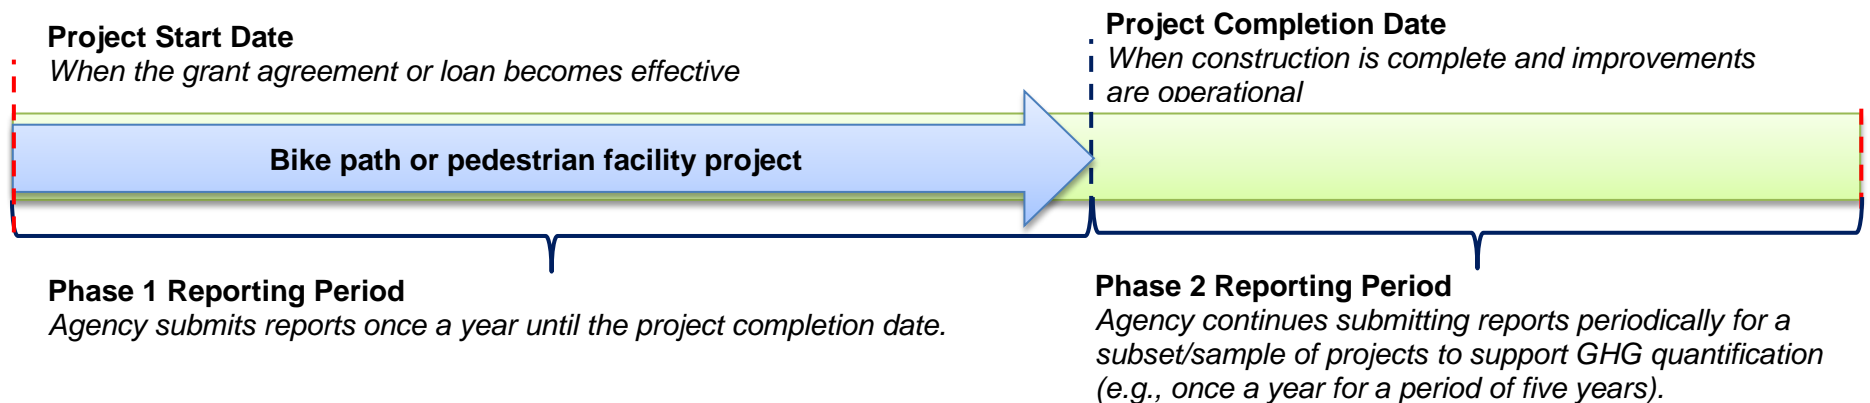 Project Start Date
When the grant agreement or loan becomes effective
Project Completion Date
When construction is complete and improvements
are operational
Bike path or pedestrian facility project
Phase 1 Reporting Period
Agency submits reports once a year until the project completion date.
Phase 2 Reporting Period
Agency continues submitting reports periodically for a
subset/sample of projects to support GHG quantification
(e.g., once a year for a period of five years).